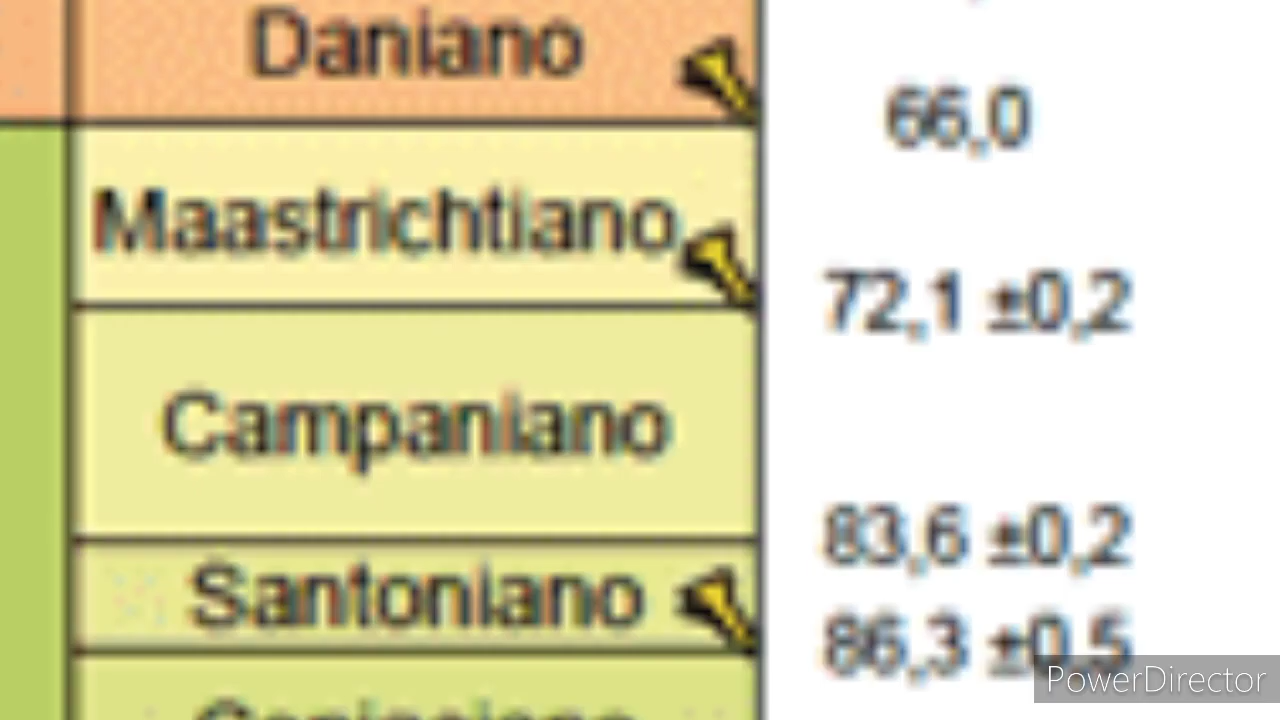 Daniano
66,0
Maastrichtiano
72,1 ±0,2
Campaniano
83,6 ±0,2
Santoniano
86,3 ±0,5
PowerDirector